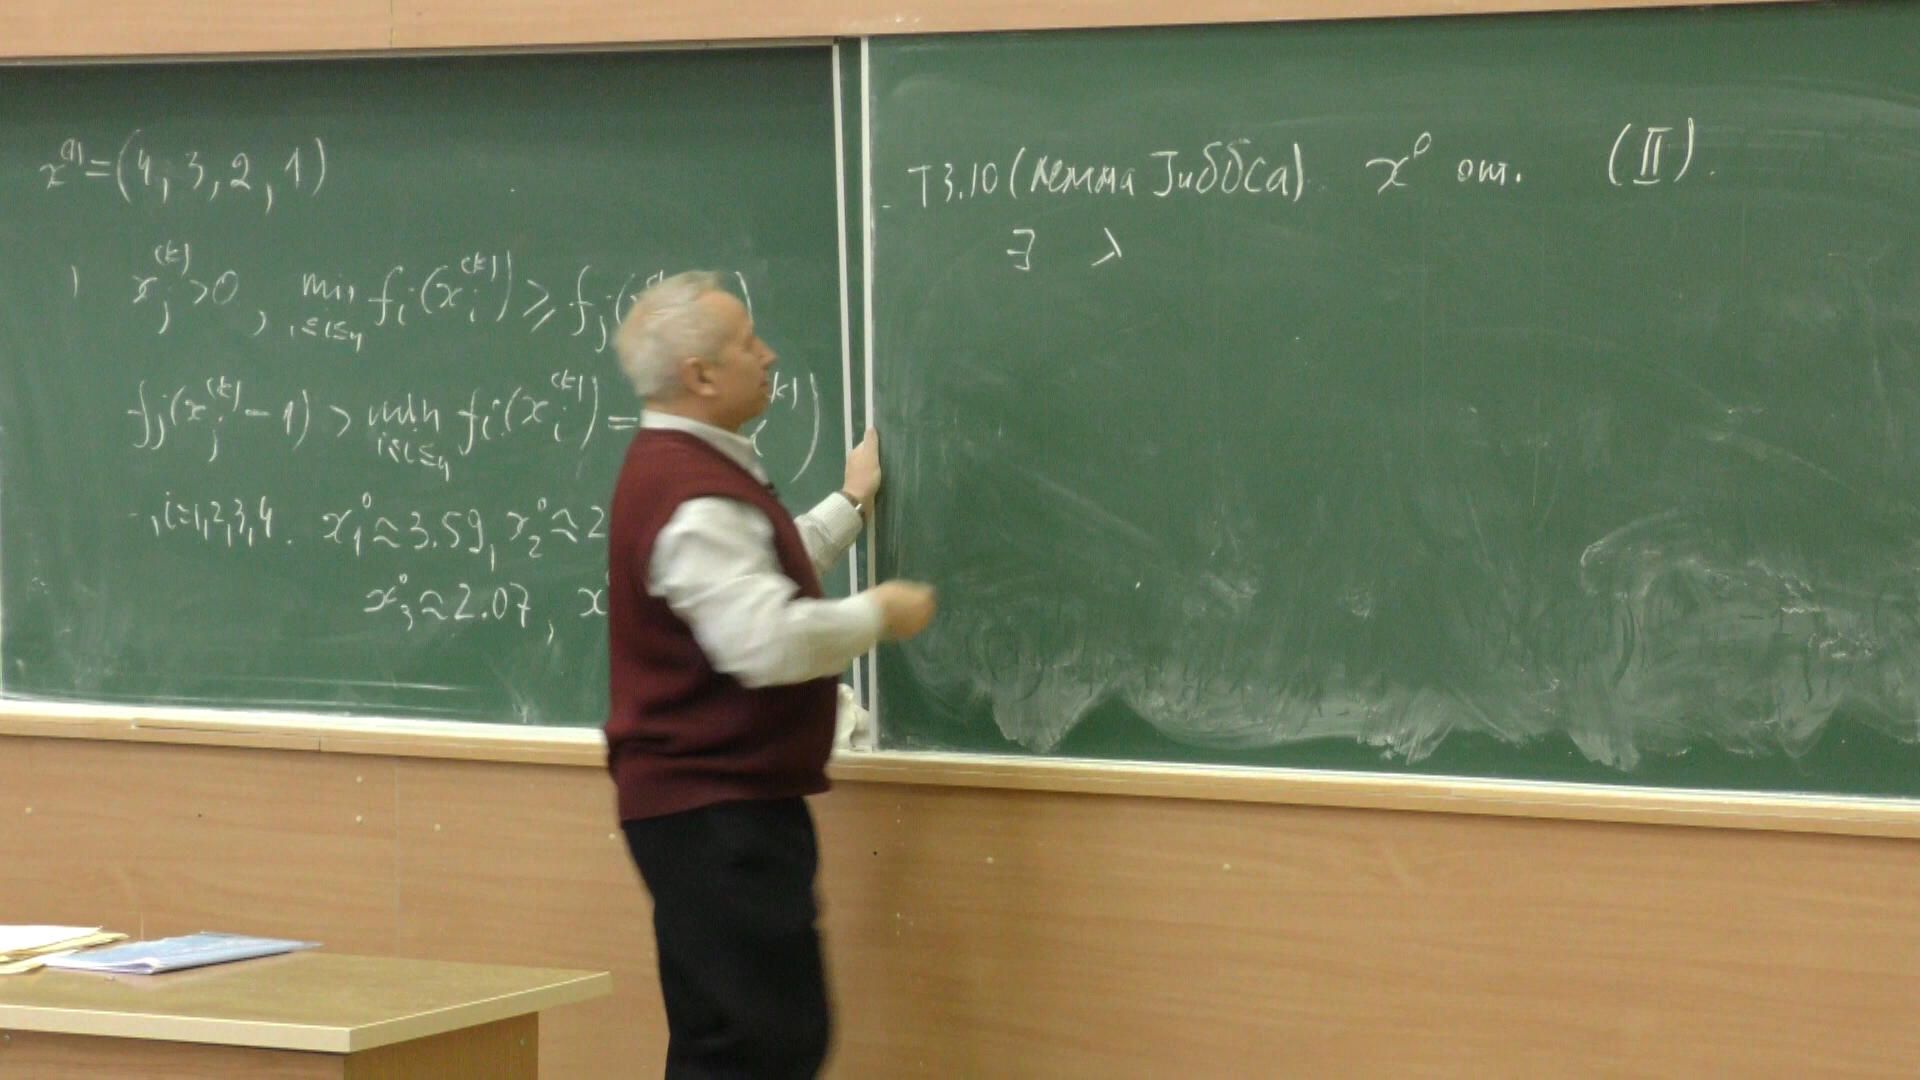 x^(1) = (4, 3, 2, 1)
) x_j^(k) > 0, min_{1≤i≤4} f_i(x_i^(k)) ≥ f_j(
f_j(x_j^(k) - 1) > min_{1≤i≤4} f_i(x_i^(k)) =
, i=1,2,3,4. x_1^0 ≈ 3.59, x_2^0 ≈ 2
x_3^0 ≈ 2.07, x
Т 3.10 (Лемма Гиббса) x^0 опт. (II).
∃ λ